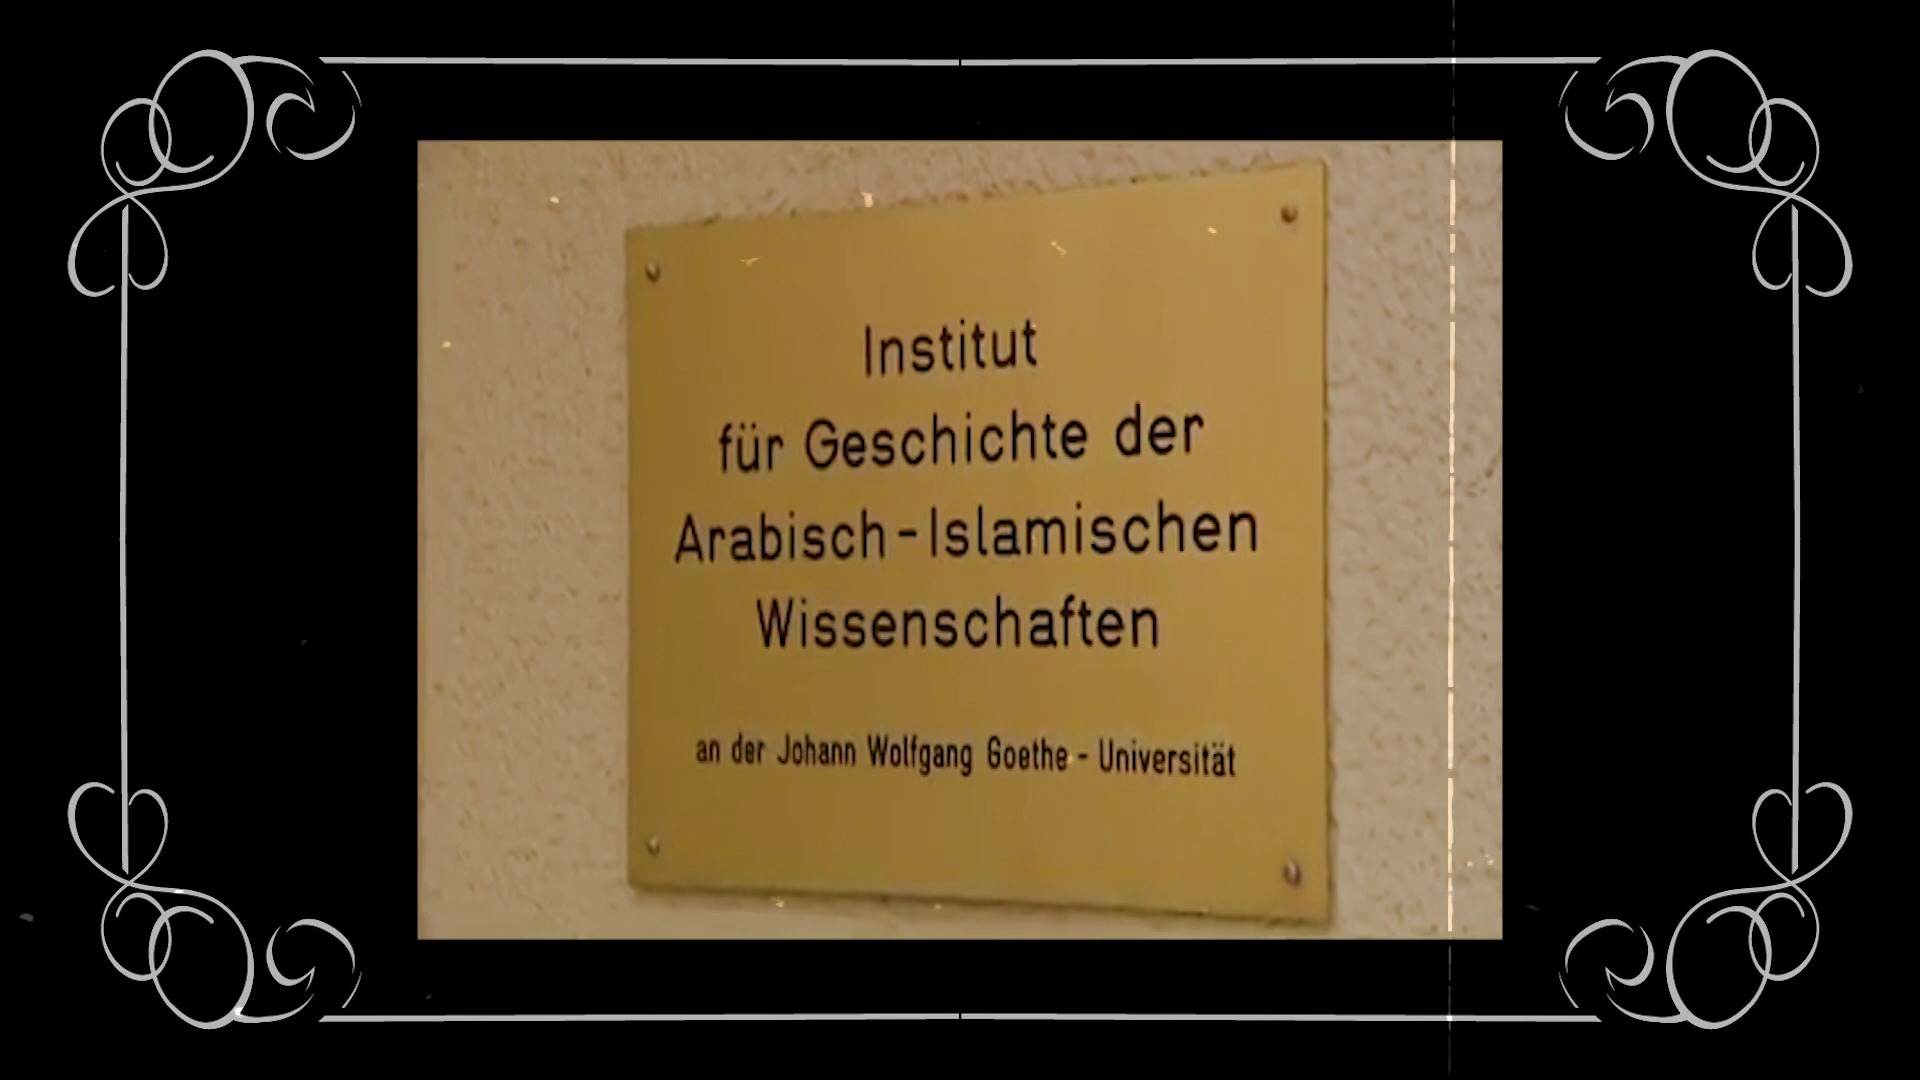 Institut
für Geschichte der
Arabisch-Islamischen
Wissenschaften
an der Johann Wolfgang Goethe - Universität